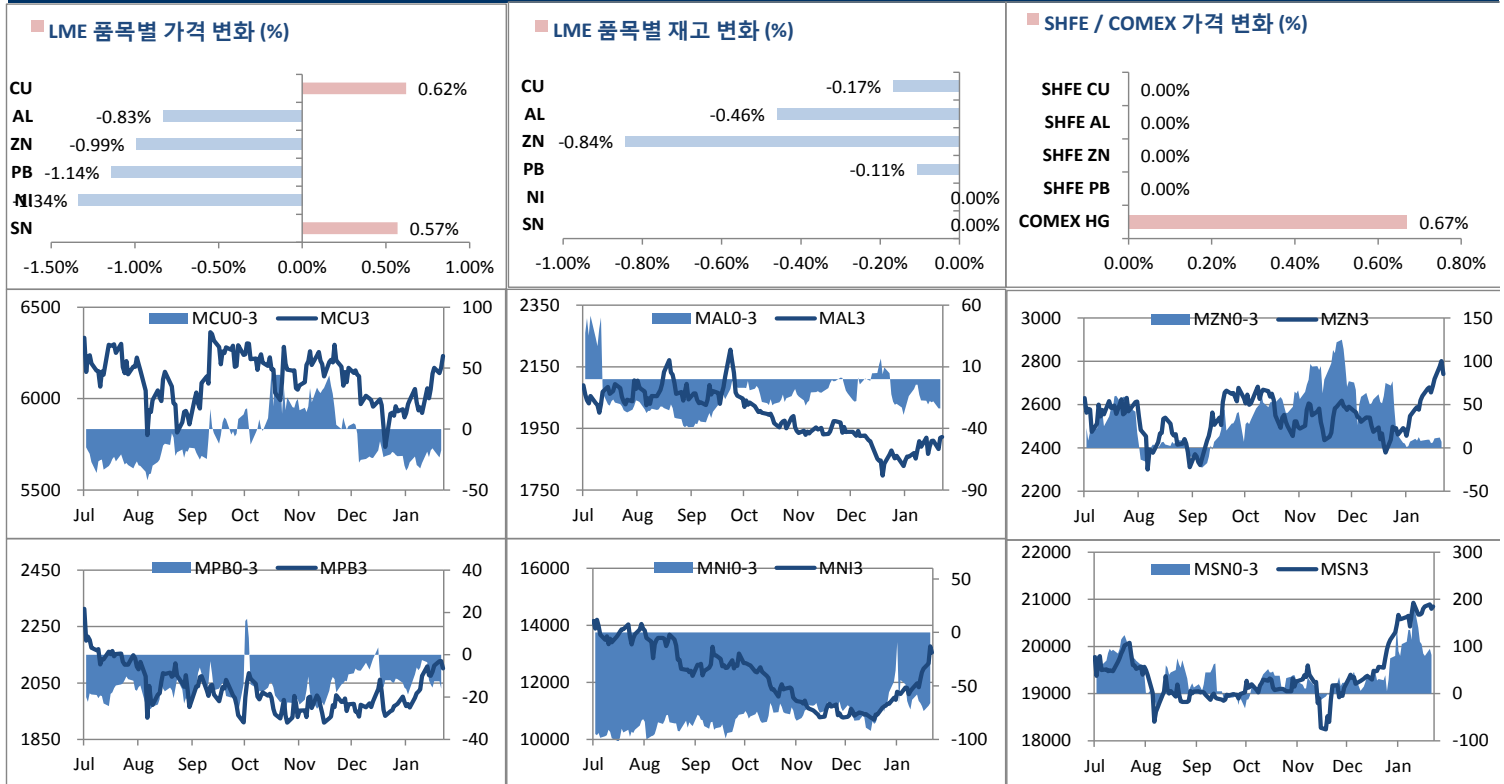 LME 품목별 가격 변화 (%)
CU 0.62%
AL -0.83%
ZN -0.99%
PB -1.14%
NI -1.34%
SN 0.57%
-1.50% -1.00% -0.50% 0.00% 0.50% 1.00%
LME 품목별 재고 변화 (%)
CU -0.17%
AL -0.46%
ZN -0.84%
PB -0.11%
NI 0.00%
SN 0.00%
-1.00% -0.80% -0.60% -0.40% -0.20% 0.00%
SHFE / COMEX 가격 변화 (%)
SHFE CU 0.00%
SHFE AL 0.00%
SHFE ZN 0.00%
SHFE PB 0.00%
COMEX HG 0.67%
0.00% 0.20% 0.40% 0.60% 0.80%
MCU0-3 MCU3
6500 100
50
6000 0
5500 -50
Jul Aug Sep Oct Nov Dec Jan
MAL0-3 MAL3
2350 60
2150 10
1950 -40
1750 -90
Jul Aug Sep Oct Nov Dec Jan
MZN0-3 MZN3
3000 150
2800 100
2600 50
2400 0
2200 -50
Jul Aug Sep Oct Nov Dec Jan
MPB0-3 MPB3
2450 40
20
2250 0
2050 -20
1850 -40
Jul Aug Sep Oct Nov Dec Jan
MNI0-3 MNI3
16000 50
14000 0
12000 -50
10000 -100
Jul Aug Sep Oct Nov Dec Jan
MSN0-3 MSN3
22000 300
21000 200
20000 100
19000 0
18000 -100
Jul Aug Sep Oct Nov Dec Jan